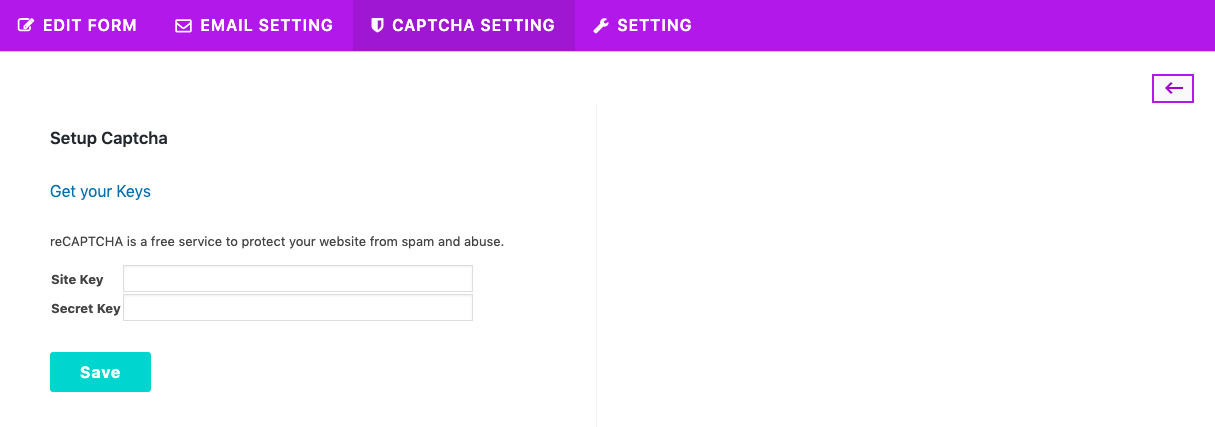 EDIT FORM EMAIL SETTING CAPTCHA SETTING SETTING
Setup Captcha
Get your Keys
reCAPTCHA is a free service to protect your website from spam and abuse.
Site Key
Secret Key
Save